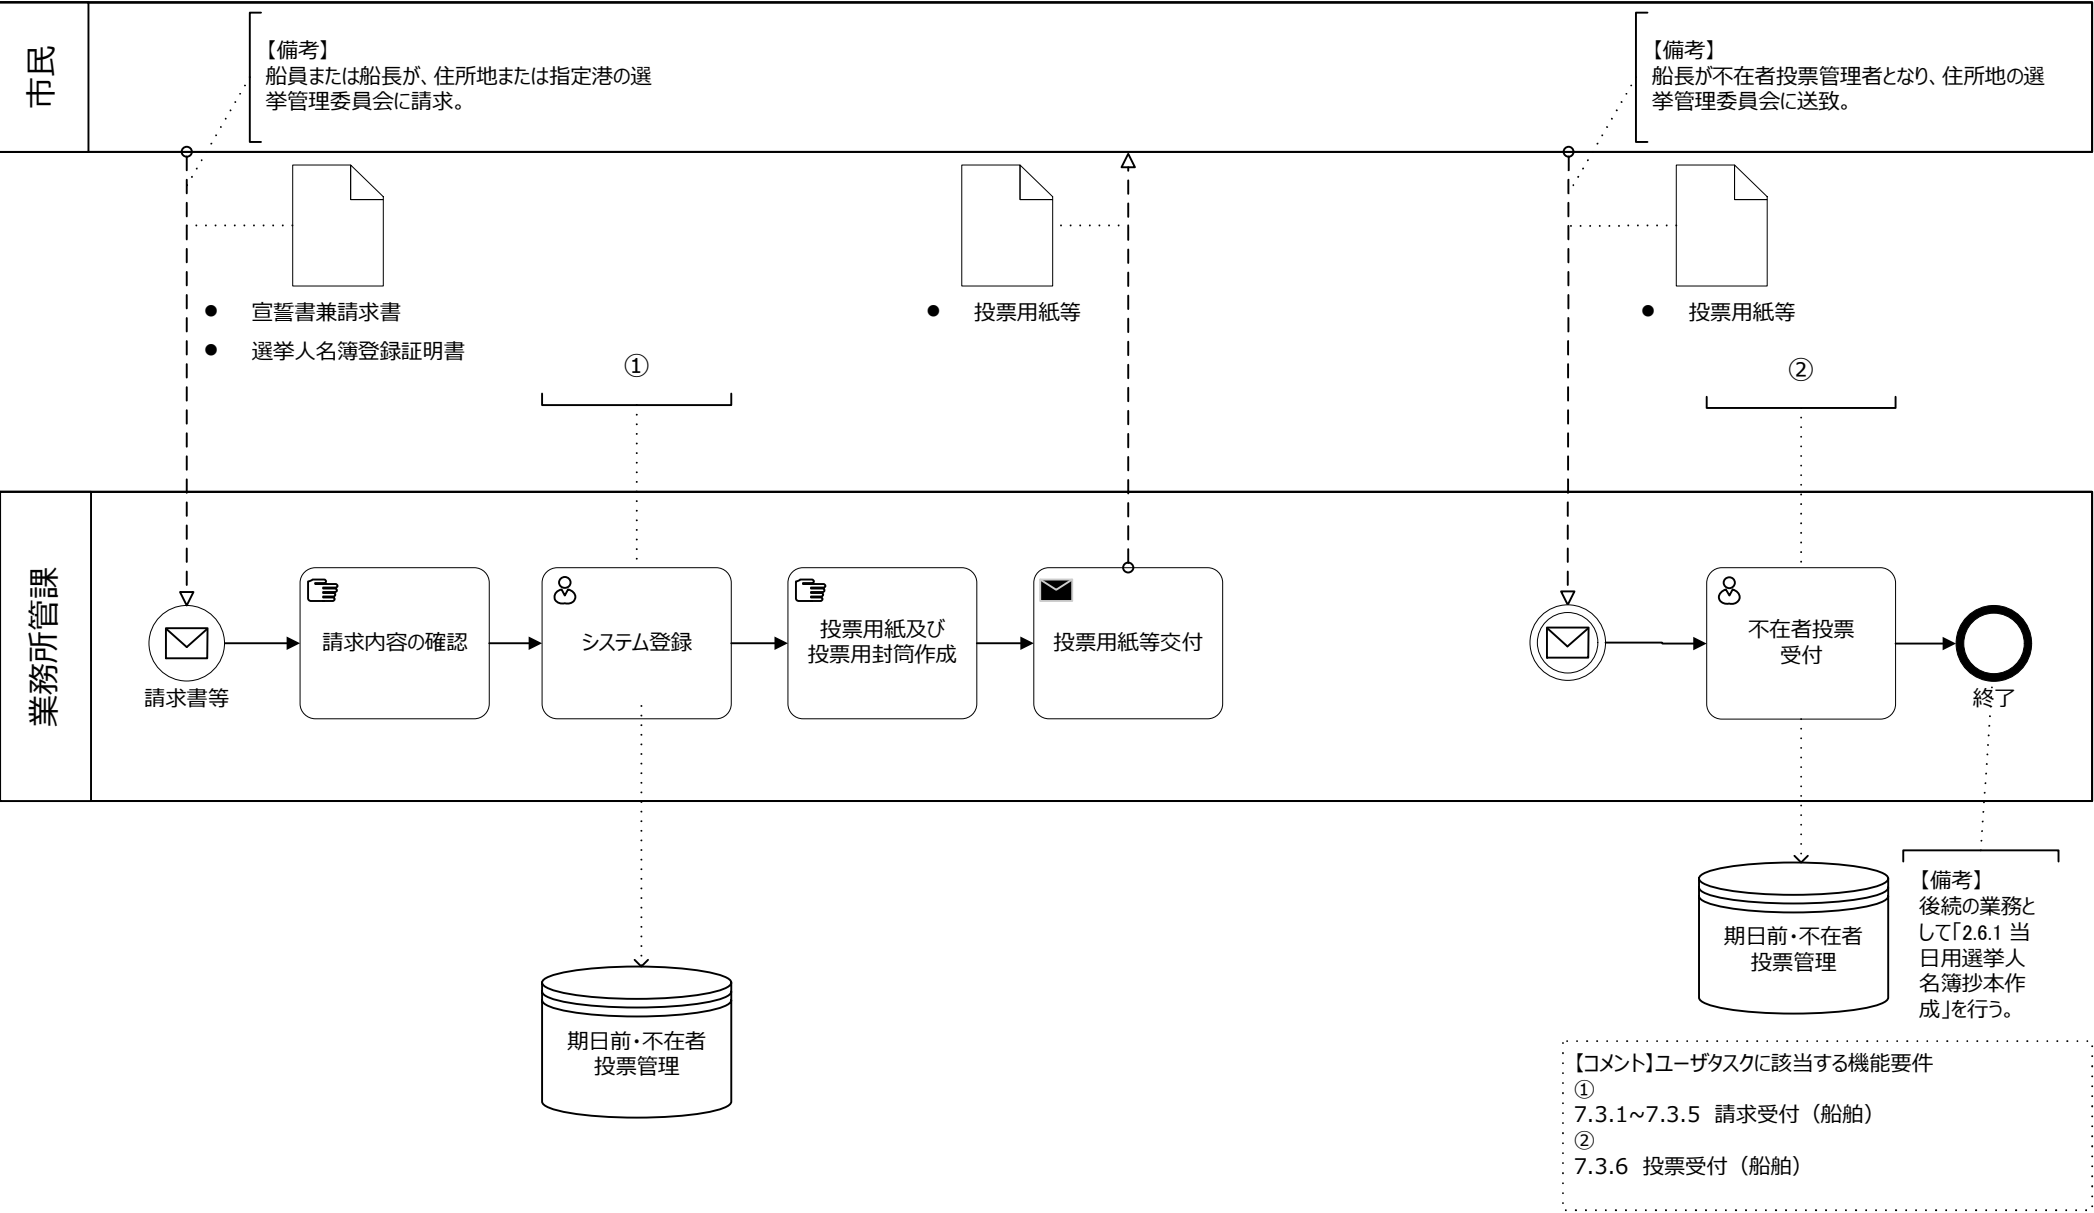 市民
【備考】
船員または船長が、住所地または指定港の選
挙管理委員会に請求。
【備考】
船長が不在者投票管理者となり、住所地の選
挙管理委員会に送致。
● 宣誓書兼請求書
● 選挙人名簿登録証明書
● 投票用紙等
● 投票用紙等
①
②
業務所管課
請求書等
請求内容の確認
システム登録
投票用紙及び
投票用封筒作成
投票用紙等交付
不在者投票
受付
終了
期日前・不在者
投票管理
期日前・不在者
投票管理
【備考】
後続の業務と
して「2.6.1 当
日用選挙人
名簿抄本作
成」を行う。
【コメント】ユーザタスクに該当する機能要件
①
7.3.1~7.3.5 請求受付（船舶）
②
7.3.6 投票受付（船舶）